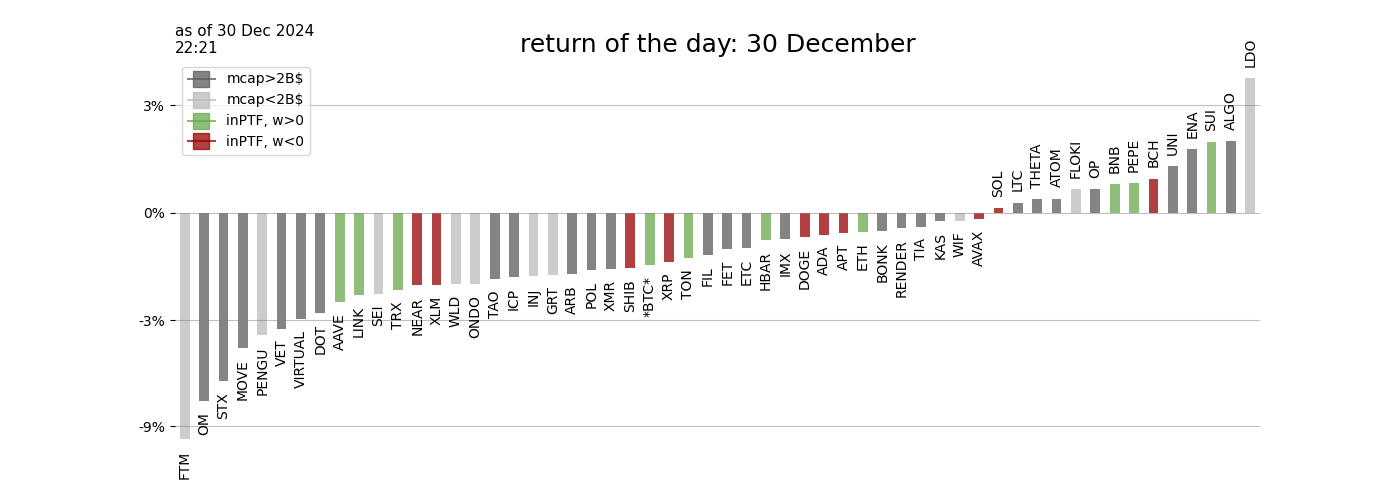 as of 30 Dec 2024
22:21
return of the day: 30 December
mcap>2B$
mcap<2B$
inPTF, w>0
inPTF, w<0
3%
0%
-3%
-9%
FTM
OM
STX
MOVE
PENGU
VET
VIRTUAL
DOT
AAVE
LINK
SEI
TRX
NEAR
XLM
WLD
ONDO
TAO
ICP
INJ
GRT
ARB
POL
XMR
SHIB
*BTC*
XRP
TON
FIL
FET
ETC
HBAR
IMX
DOGE
ADA
APT
ETH
BONK
RENDER
TIA
KAS
WIF
AVAX
SOL
LTC
THETA
ATOM
FLOKI
OP
BNB
PEPE
BCH
UNI
ENA
SUI
ALGO
LDO